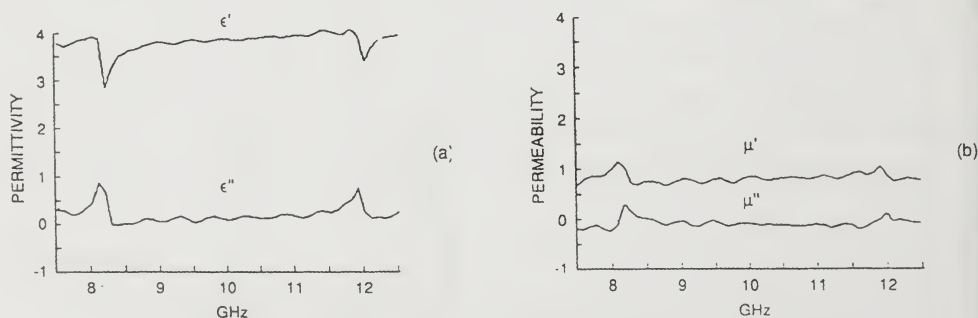 ϵ'
4
3
2
1
0
-1
PERMITTIVITY
ϵ"
8 9 10 11 12
GHz
(a)
4
3
2
1
0
-1
PERMEABILITY
μ'
μ"
8 9 10 11 12
GHz
(b)